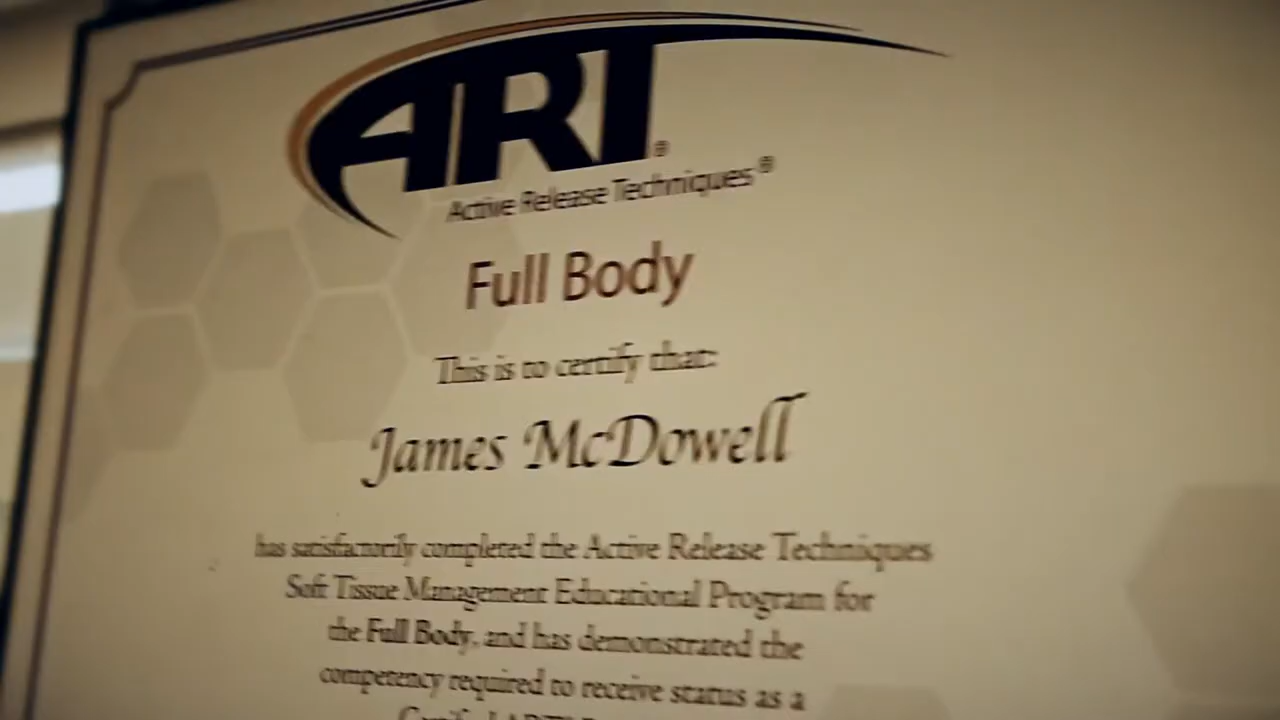 ART®
Active Release Techniques®
Full Body
This is to certify that:
James McDowell
has satisfactorily completed the Active Release Techniques
Soft Tissue Management Educational Program for
the Full Body, and has demonstrated the
competency required to receive status as a